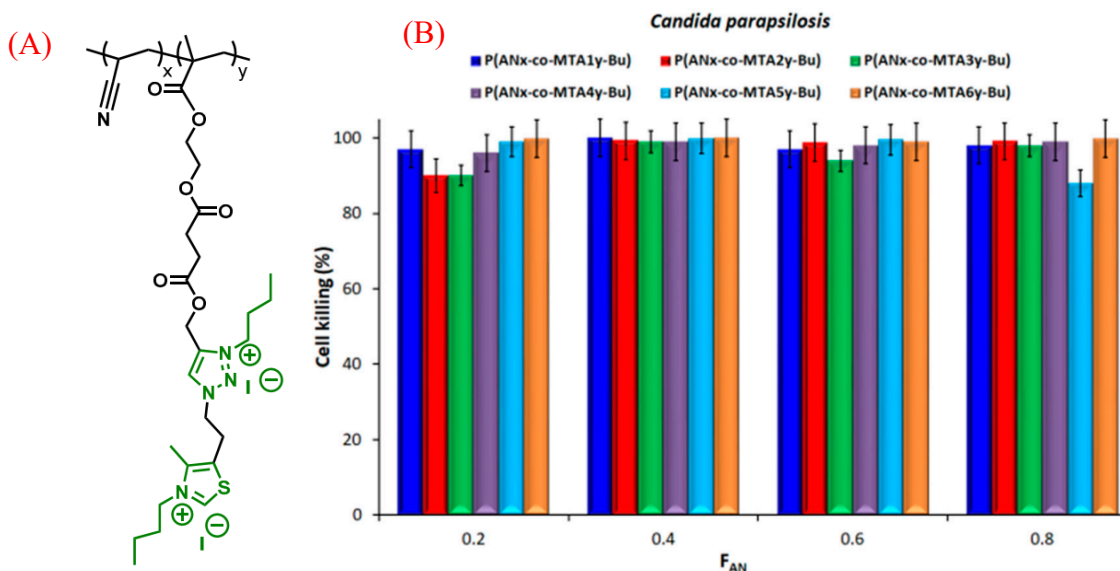 (A)
x
y
N
O
O
O
O
O
O
N
+
N
N
I −
N
+
S
I −
(B)
Candida parapsilosis
P(ANx-co-MTA1y-Bu) P(ANx-co-MTA2y-Bu) P(ANx-co-MTA3y-Bu)
P(ANx-co-MTA4y-Bu) P(ANx-co-MTA5y-Bu) P(ANx-co-MTA6y-Bu)
Cell killing (%)
100
80
60
40
20
0
0.2 0.4 0.6 0.8
FAN